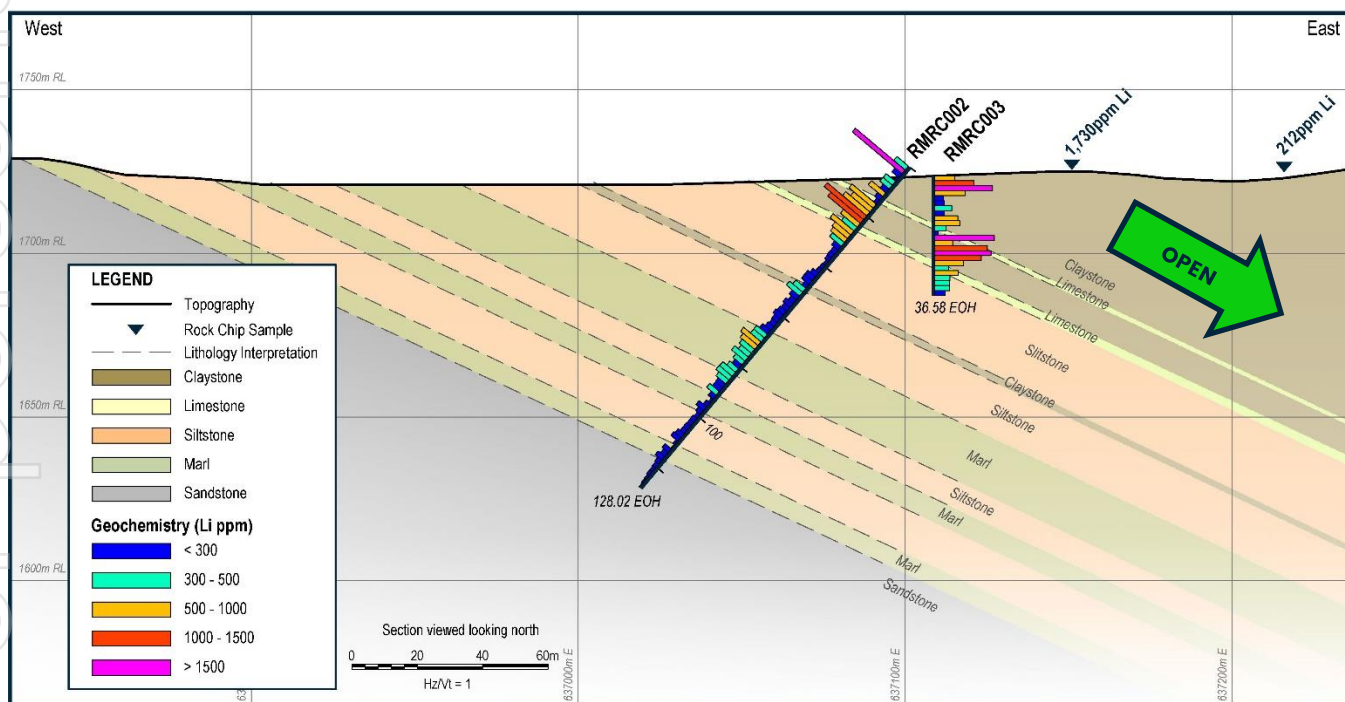 West
East
1750m RL
RMRC002
RMRC003
1,730ppm Li
212ppm Li
1700m RL
OPEN
Claystone
Limestone
Limestone
36.58 EOH
Siltstone
Claystone
Siltstone
Marl
Siltstone
Marl
Marl
Sandstone
1650m RL
100
128.02 EOH
1600m RL
LEGEND
Topography
Rock Chip Sample
Lithology Interpretation
Claystone
Limestone
Siltstone
Marl
Sandstone
Geochemistry (Li ppm)
< 300
300 - 500
500 - 1000
1000 - 1500
> 1500
Section viewed looking north
0 20 40 60m
Hz/Vt = 1
637000m E
637100m E
637200m E